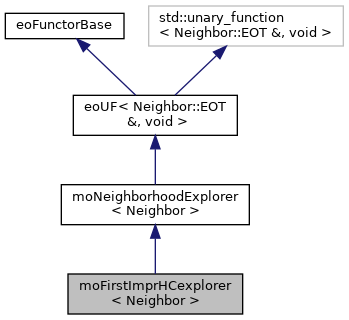 eoFunctorBase
std::unary_function
< Neighbor::EOT &, void >
eoUF< Neighbor::EOT
&, void >
moNeighborhoodExplorer
< Neighbor >
moFirstImprHCexplorer
< Neighbor >